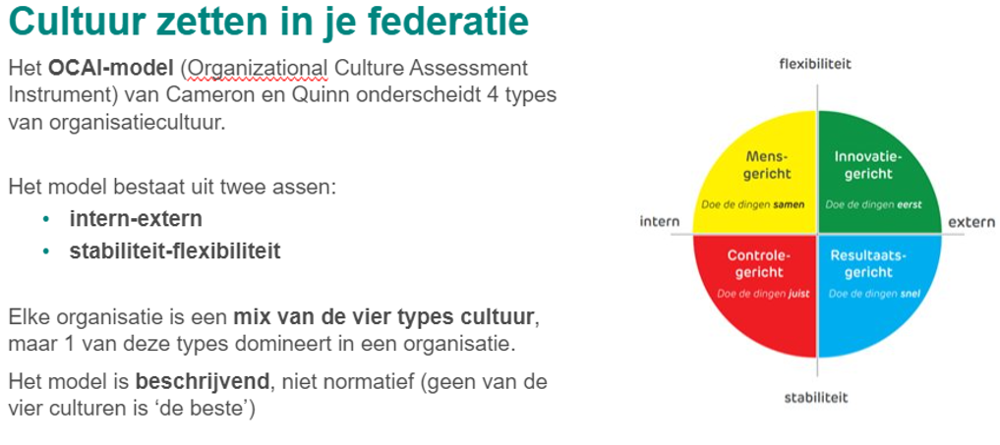 Cultuur zetten in je federatie
Het OCAI-model (Organizational Culture Assessment
Instrument) van Cameron en Quinn onderscheidt 4 types
van organisatiecultuur.
Het model bestaat uit twee assen:
• intern-extern
• stabiliteit-flexibiliteit
Elke organisatie is een mix van de vier types cultuur,
maar 1 van deze types domineert in een organisatie.
Het model is beschrijvend, niet normatief (geen van de
vier culturen is ‘de beste’)
flexibiliteit
Mens-
gericht
Doe de dingen samen
Innovatie-
gericht
Doe de dingen eerst
intern
extern
Controle-
gericht
Doe de dingen juist
Resultaats-
gericht
Doe de dingen snel
stabiliteit